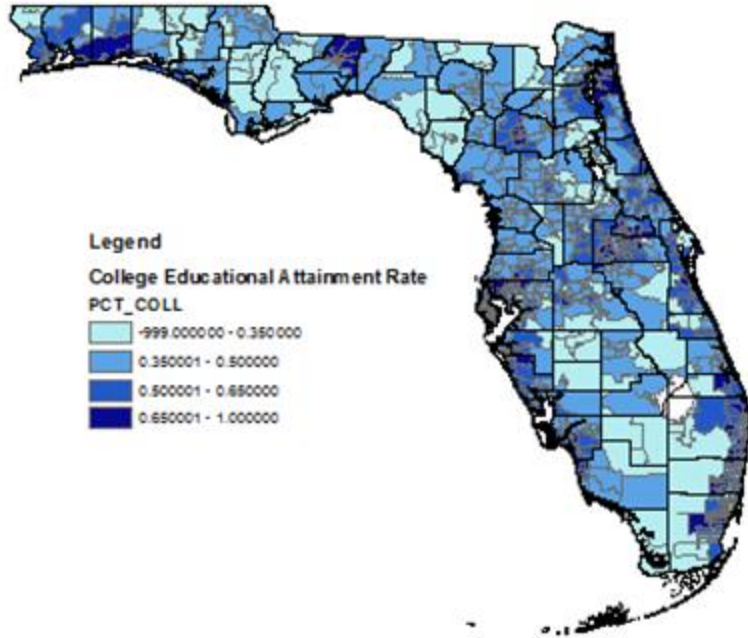 Legend
College Educational Attainment Rate
PCT_COLL
-999.000000 - 0.350000
0.350001 - 0.500000
0.500001 - 0.650000
0.650001 - 1.000000